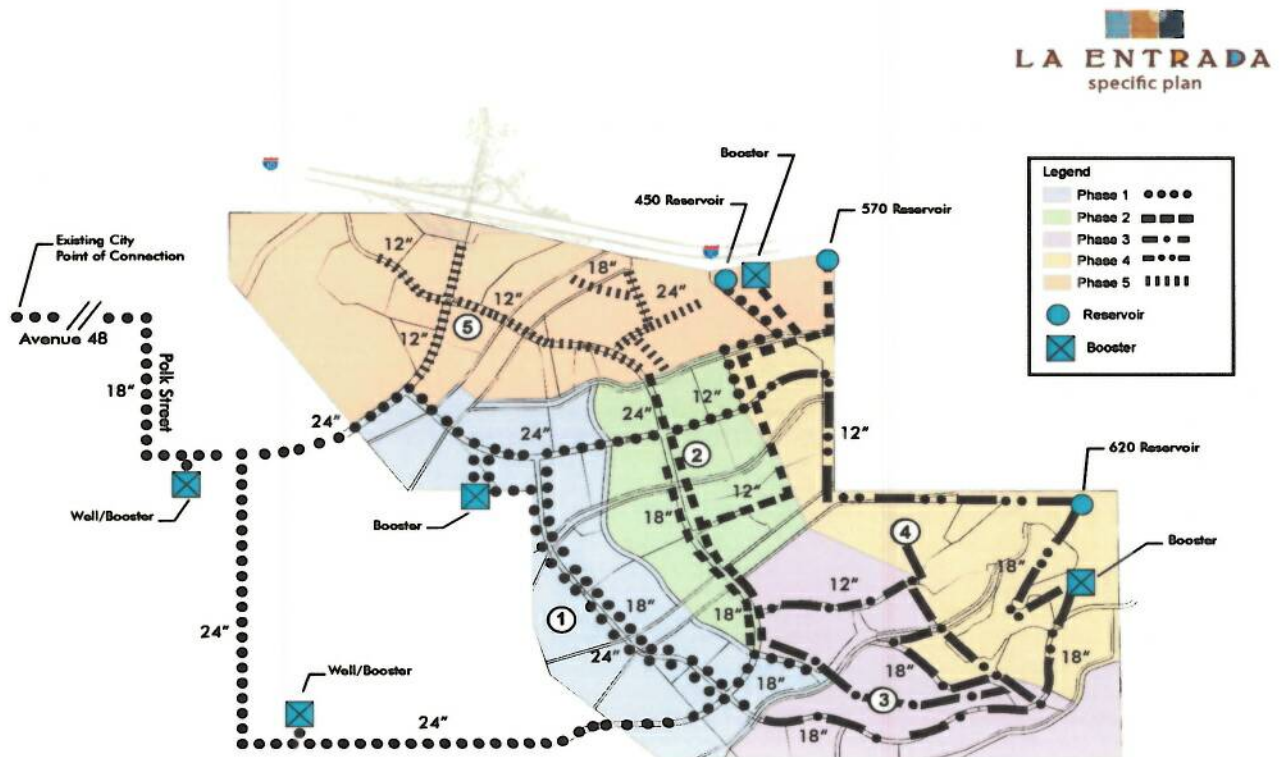 LA ENTRADA
specific plan
Booster
450 Reservoir
570 Reservoir
Legend
Phase 1
Phase 2
Phase 3
Phase 4
Phase 5
Reservoir
Booster
Existing City
Point of Connection
Avenue 48
18"
Polk Street
24"
Well/Booster
24"
Well/Booster
24"
Booster
12"
12"
12"
18"
24"
5
24"
24"
12"
2
12"
18"
18"
12"
620 Reservoir
Booster
4
18"
12"
18"
1
18"
24"
18"
18"
3
18"